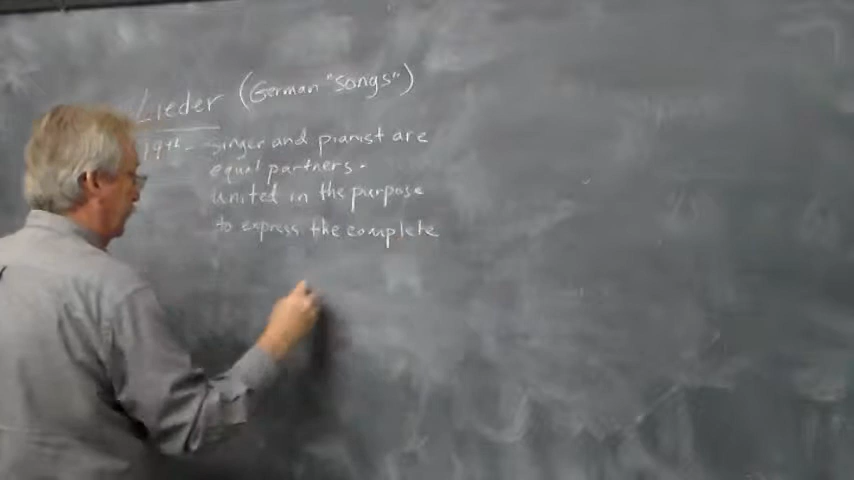 Lieder (German "songs")
19th- singer and pianist are
equal partners.
united in the purpose
to express the complete